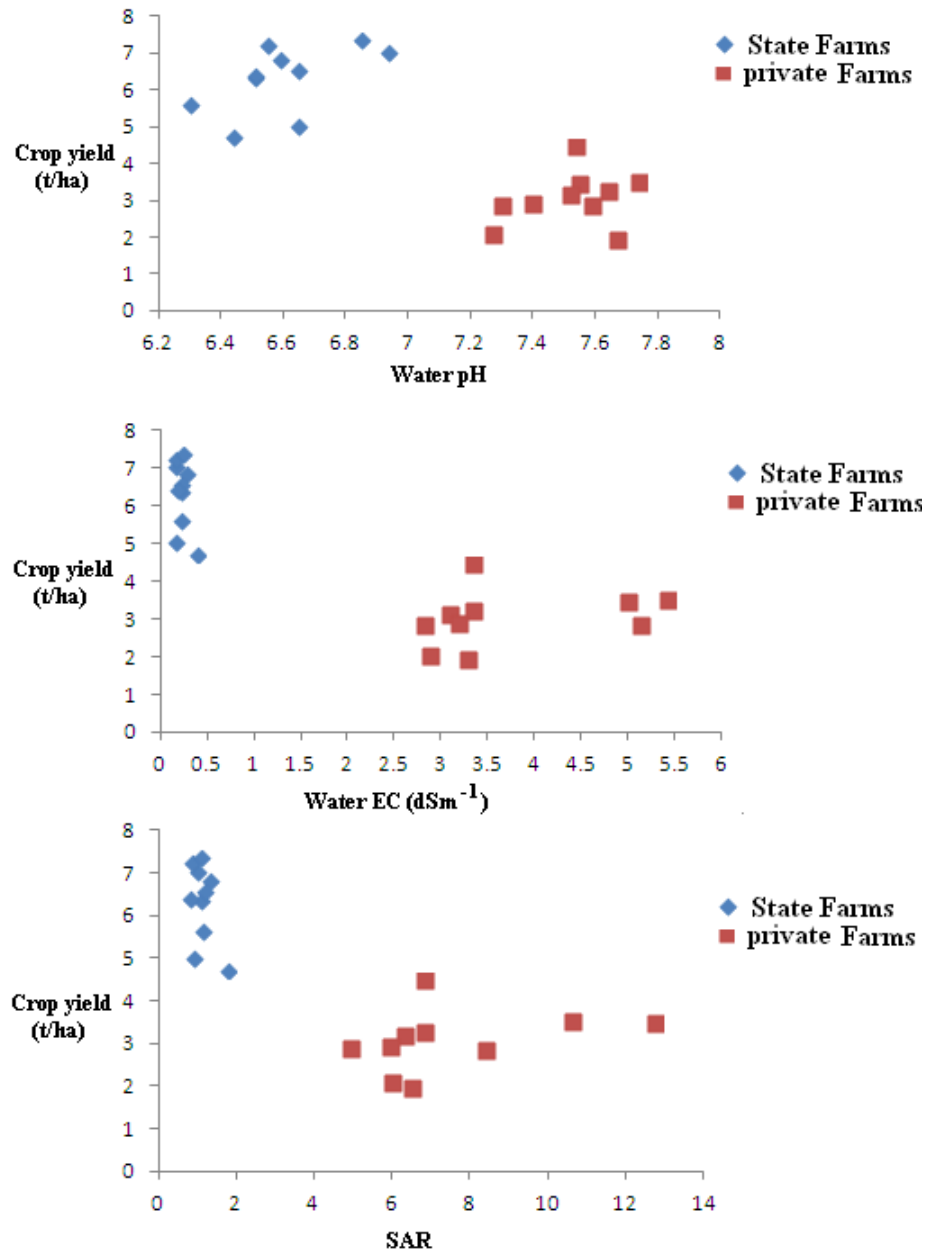 8
7
6
5
4
3
2
1
0
Crop yield
(t/ha)
State Farms
private Farms
6.2 6.4 6.6 6.8 7 7.2 7.4 7.6 7.8 8
Water pH
8
7
6
5
4
3
2
1
0
Crop yield
(t/ha)
State Farms
private Farms
0 0.5 1 1.5 2 2.5 3 3.5 4 4.5 5 5.5 6
Water EC (dSm⁻¹)
8
7
6
5
4
3
2
1
0
Crop yield
(t/ha)
State Farms
private Farms
0 2 4 6 8 10 12 14
SAR